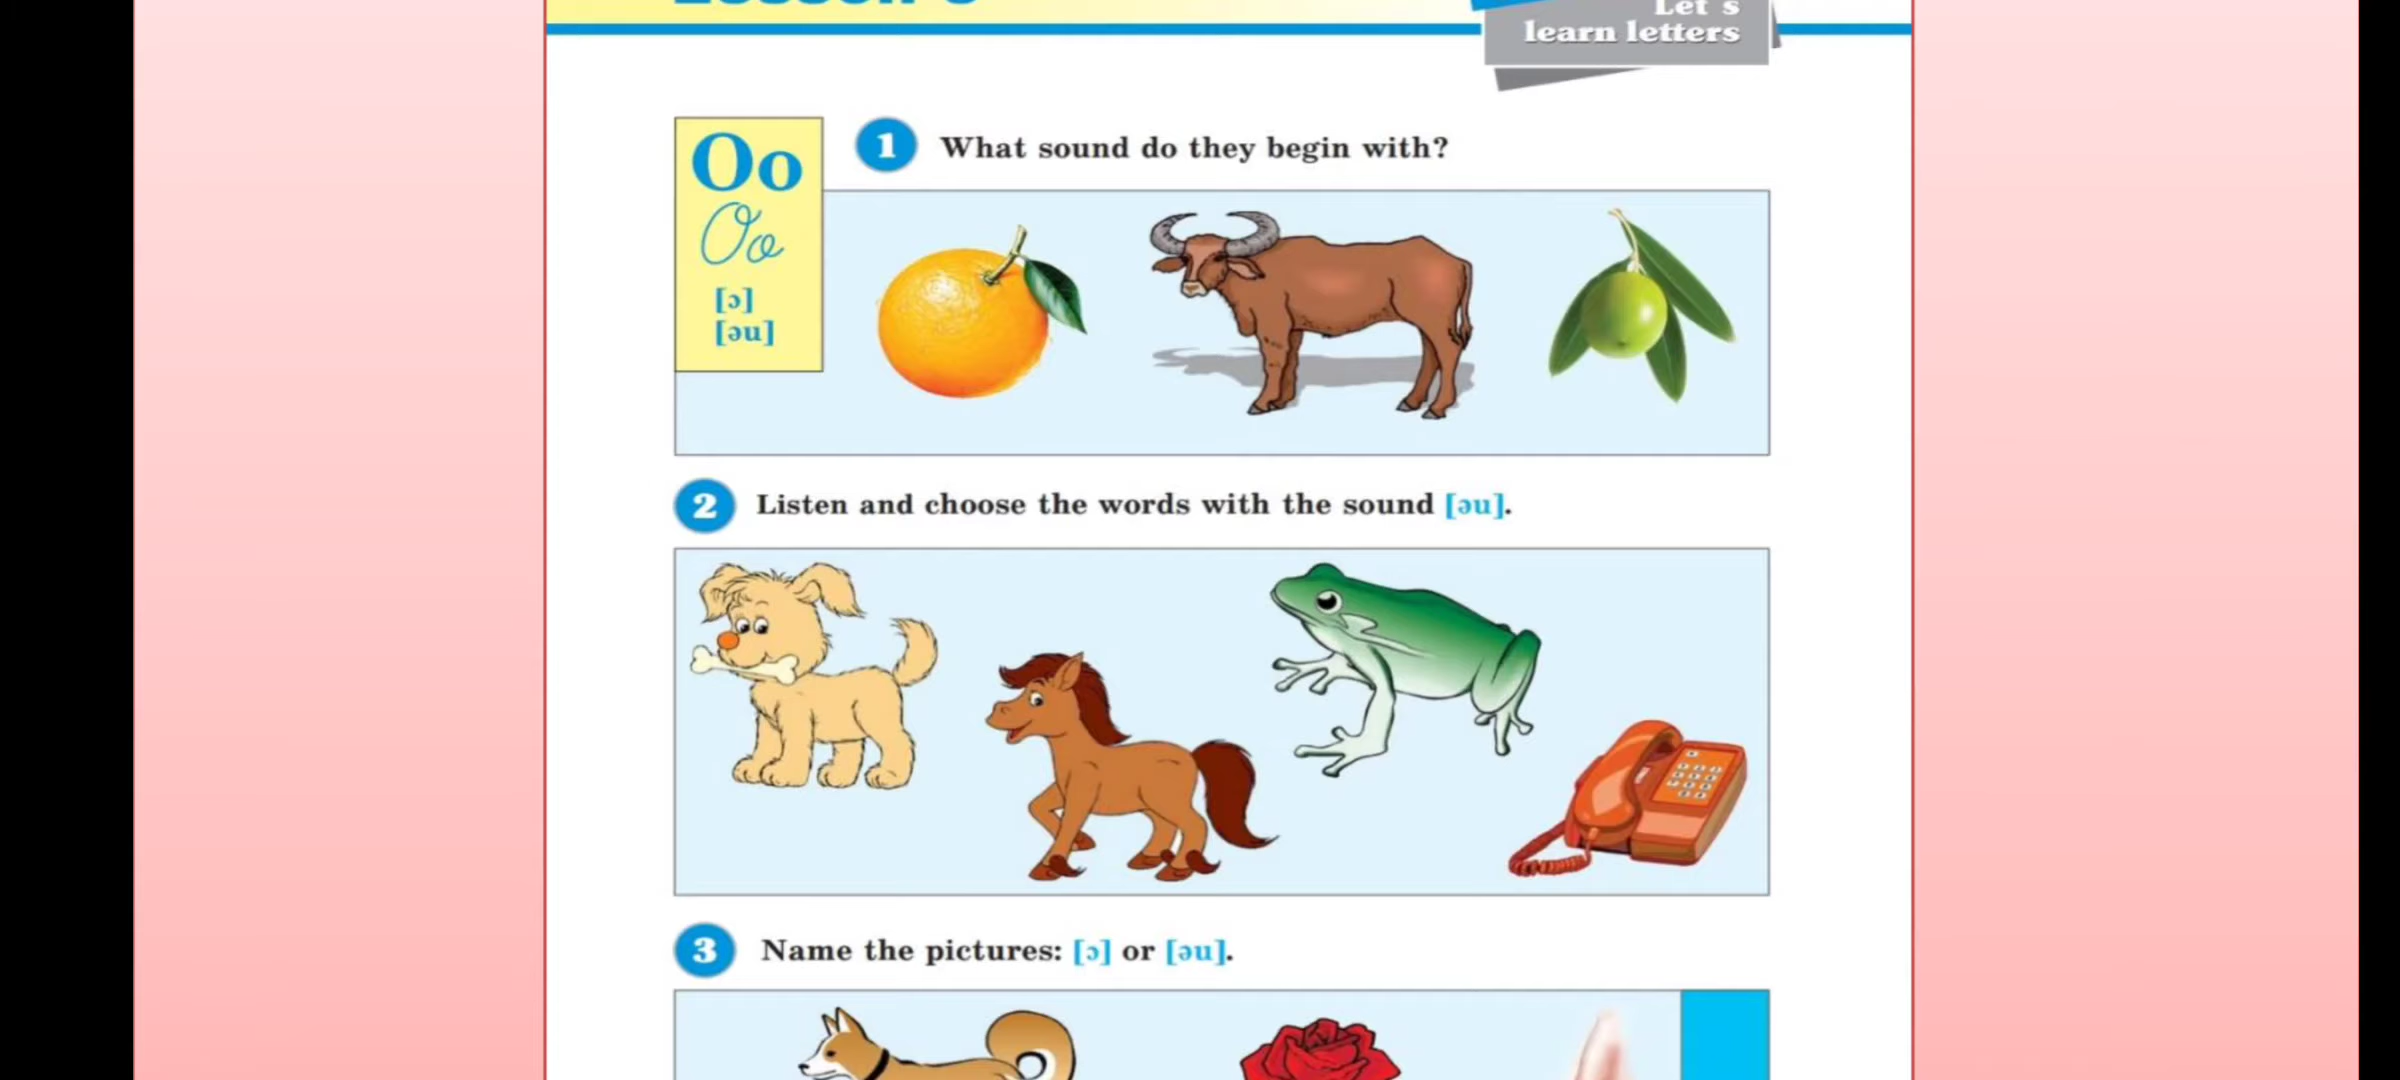 learn letters
Oo
Oo
[ɔ]
[əu]
1 What sound do they begin with?
2 Listen and choose the words with the sound [əu].
3 Name the pictures: [ɔ] or [əu].